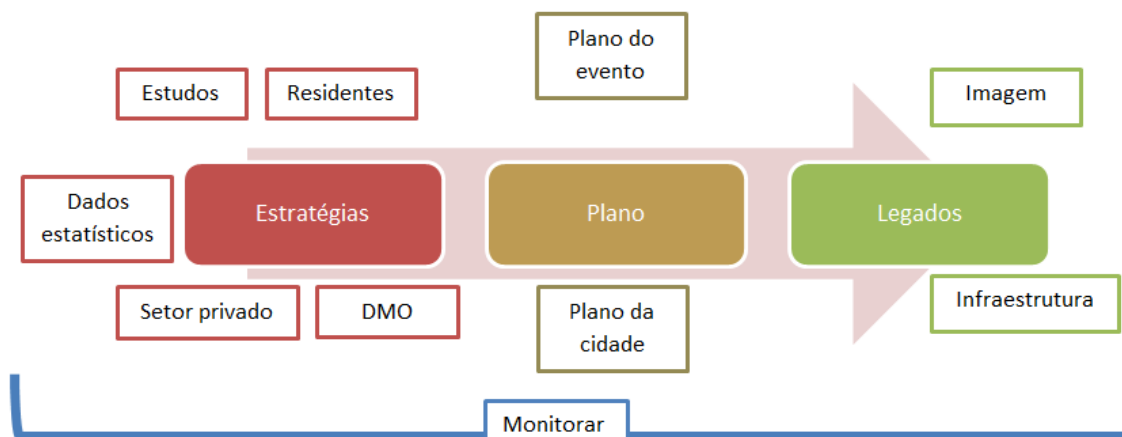 Plano do
evento
Estudos
Residentes
Imagem
Dados
estatísticos
Estratégias
Plano
Legados
Setor privado
DMO
Plano da
cidade
Infraestrutura
Monitorar